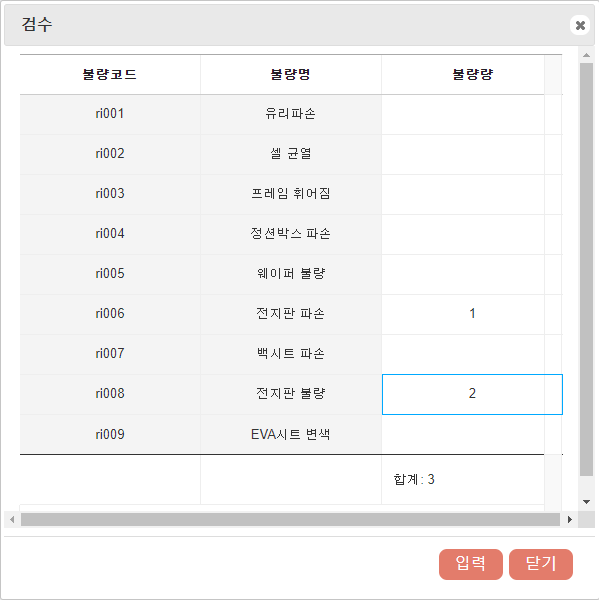 검수
불량코드 불량명 불량량
ri001 유리파손
ri002 셀 균열
ri003 프레임 휘어짐
ri004 정션박스 파손
ri005 웨이퍼 불량
ri006 전지판 파손 1
ri007 백시트 파손
ri008 전지판 불량 2
ri009 EVA시트 변색
합계: 3
입력 닫기